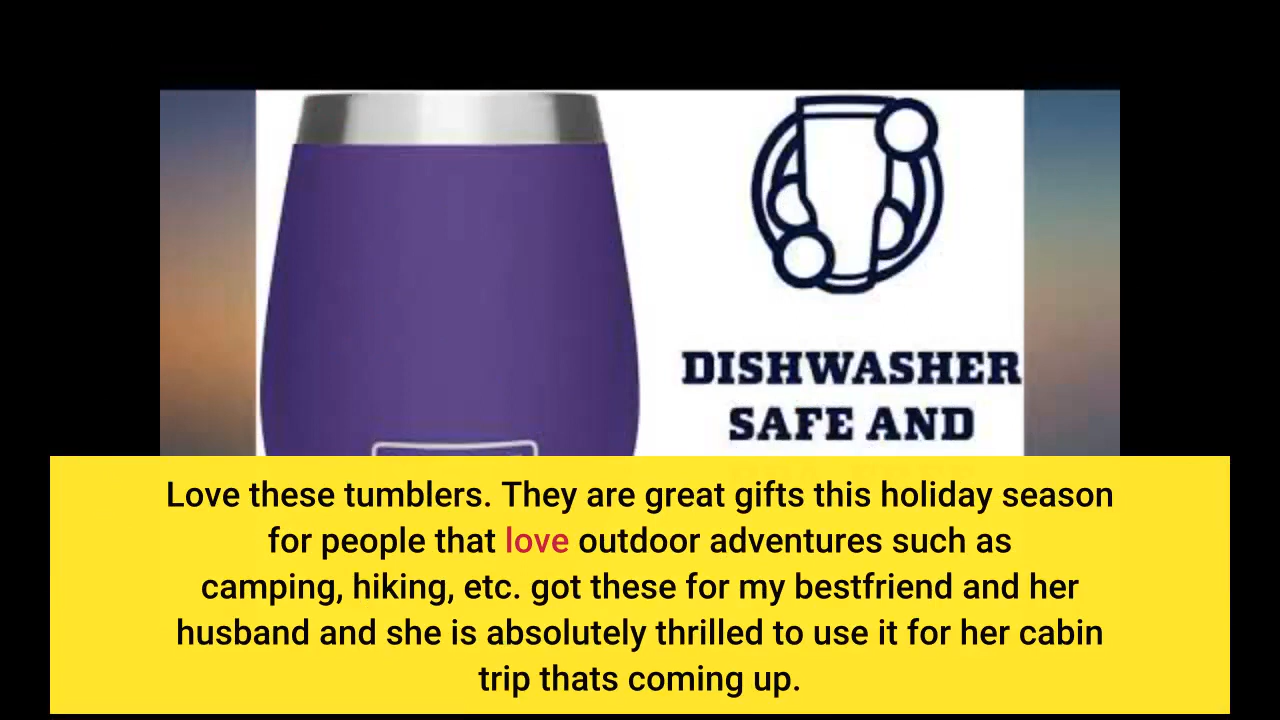 DISHWASHER
SAFE AND
Love these tumblers. They are great gifts this holiday season
for people that love outdoor adventures such as
camping, hiking, etc. got these for my bestfriend and her
husband and she is absolutely thrilled to use it for her cabin
trip thats coming up.